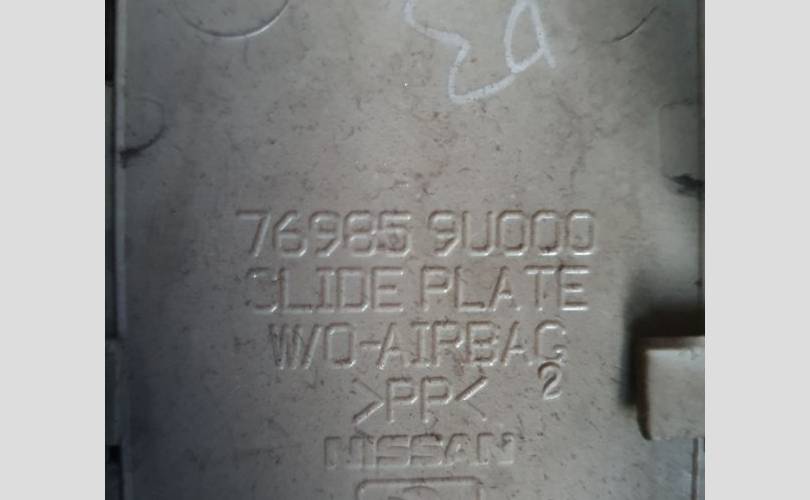 76985 9U000
SLIDE PLATE
W/O-AIRBAG
2
>PP<
NISSAN